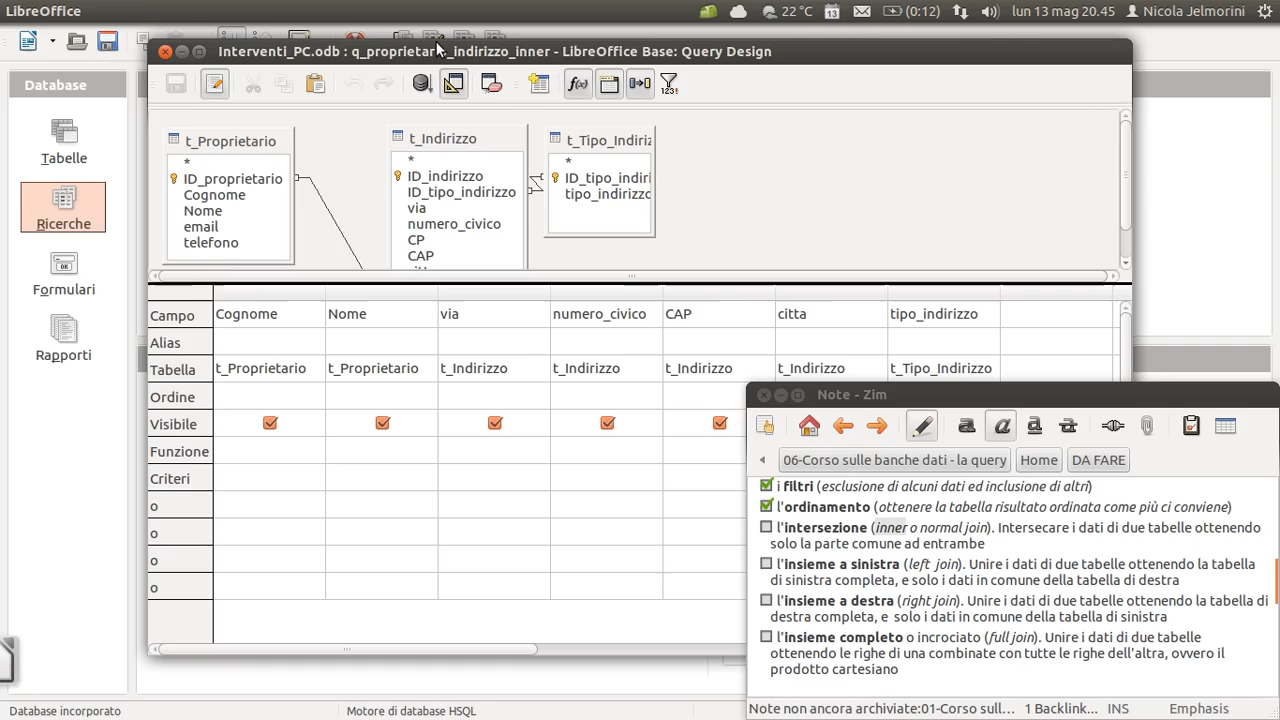 LibreOffice
22 °C
13
(0:12)
lun 13 mag 20.45
Nicola Jelmorini
Interventi_PC.odb : q_proprietario_indirizzo_inner - LibreOffice Base: Query Design
Database
Tabelle
Ricerche
Formulari
Rapporti
t_Proprietario
*
ID_proprietario
Cognome
Nome
email
telefono
t_Indirizzo
*
ID_indirizzo
ID_tipo_indirizzo
via
numero_civico
CP
CAP
t_Tipo_Indiriz
*
ID_tipo_indiri
tipo_indirizzo
Campo Cognome Nome via numero_civico CAP citta tipo_indirizzo
Alias
Tabella t_Proprietario t_Proprietario t_Indirizzo t_Indirizzo t_Indirizzo t_Indirizzo t_Tipo_Indirizzo
Ordine
Visibile
Funzione
Criteri
o
o
o
o
Note - Zim
06-Corso sulle banche dati - la query Home DA FARE
i filtri (esclusione di alcuni dati ed inclusione di altri)
l'ordinamento (ottenere la tabella risultato ordinata come più ci conviene)
l'intersezione (inner o normal join). Intersecare i dati di due tabelle ottenendo
solo la parte comune ad entrambe
l'insieme a sinistra (left join). Unire i dati di due tabelle ottenendo la tabella
di sinistra completa, e solo i dati in comune della tabella di destra
l'insieme a destra (right join). Unire i dati di due tabelle ottenendo la tabella di
destra completa, e solo i dati in comune della tabella di sinistra
l'insieme completo o incrociato (full join). Unire i dati di due tabelle
ottenendo le righe di una combinate con tutte le righe dell'altra, ovvero il
prodotto cartesiano
Note non ancora archiviate:01-Corso sull... 1 Backlink... INS Emphasis
Database incorporato
Motore di database HSQL